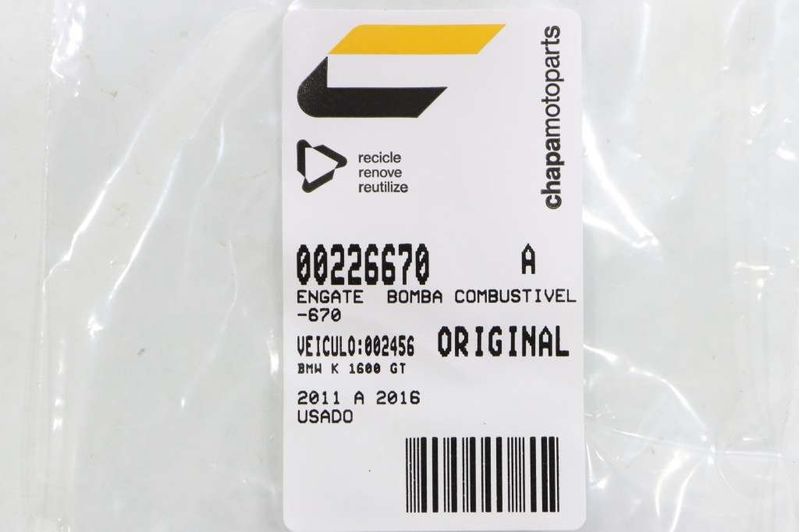 chapamotoparts
recicle
renove
reutilize
00226670 A
ENGATE BOMBA COMBUSTIVEL
-670
VEICULO:002456 ORIGINAL
BMW K 1600 GT
2011 A 2016
USADO